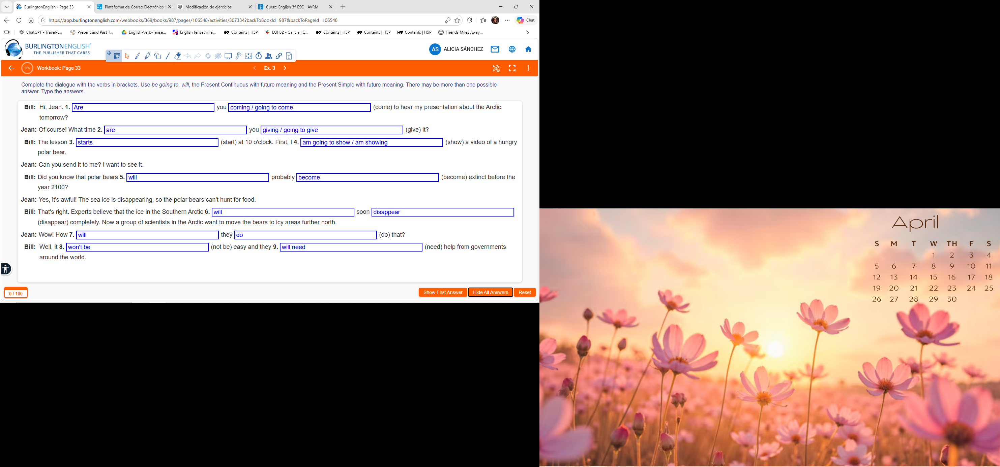 BurlingtonEnglish - Page 33
Plataforma de Correo Electrónico
Modificación de ejercicios
Curso: English 3º ESO | AVRM
https://app.burlingtonenglish.com/webbooks/369/books/987/pages/106548/activities/307334?backToBookId=987&backToPageId=106548
Chat
ChatGPT - Travel-c...
Present and Past T...
English-Verb-Tense...
English tenses in a...
H-P Contents | H5P
EOI B2 - Galicia | G...
H-P Contents | H5P
H-P Contents | H5P
H-P Contents | H5P
Friends Miles Away...
BURLINGTONENGLISH®
THE PUBLISHER THAT CARES
AS ALICIA SÁNCHEZ
0% Workbook: Page 33
Ex. 3
Complete the dialogue with the verbs in brackets. Use be going to, will, the Present Continuous with future meaning and the Present Simple with future meaning. There may be more than one possible
answer. Type the answers.
Bill: Hi, Jean. 1. Are you coming / going to come (come) to hear my presentation about the Arctic
tomorrow?
Jean: Of course! What time 2. are you giving / going to give (give) it?
Bill: The lesson 3. starts (start) at 10 o'clock. First, I 4. am going to show / am showing (show) a video of a hungry
polar bear.
Jean: Can you send it to me? I want to see it.
Bill: Did you know that polar bears 5. will probably become (become) extinct before the
year 2100?
Jean: Yes, it's awful! The sea ice is disappearing, so the polar bears can't hunt for food.
Bill: That's right. Experts believe that the ice in the Southern Arctic 6. will soon disappear
(disappear) completely. Now a group of scientists in the Arctic want to move the bears to icy areas further north.
Jean: Wow! How 7. will they do (do) that?
Bill: Well, it 8. won't be (not be) easy and they 9. will need (need) help from governments
around the world.
0 / 100
Show First Answer
Hide All Answers
Reset
April
S M T W TH F S
1 2 3 4
5 6 7 8 9 10 11
12 13 14 15 16 17 18
19 20 21 22 23 24 25
26 27 28 29 30